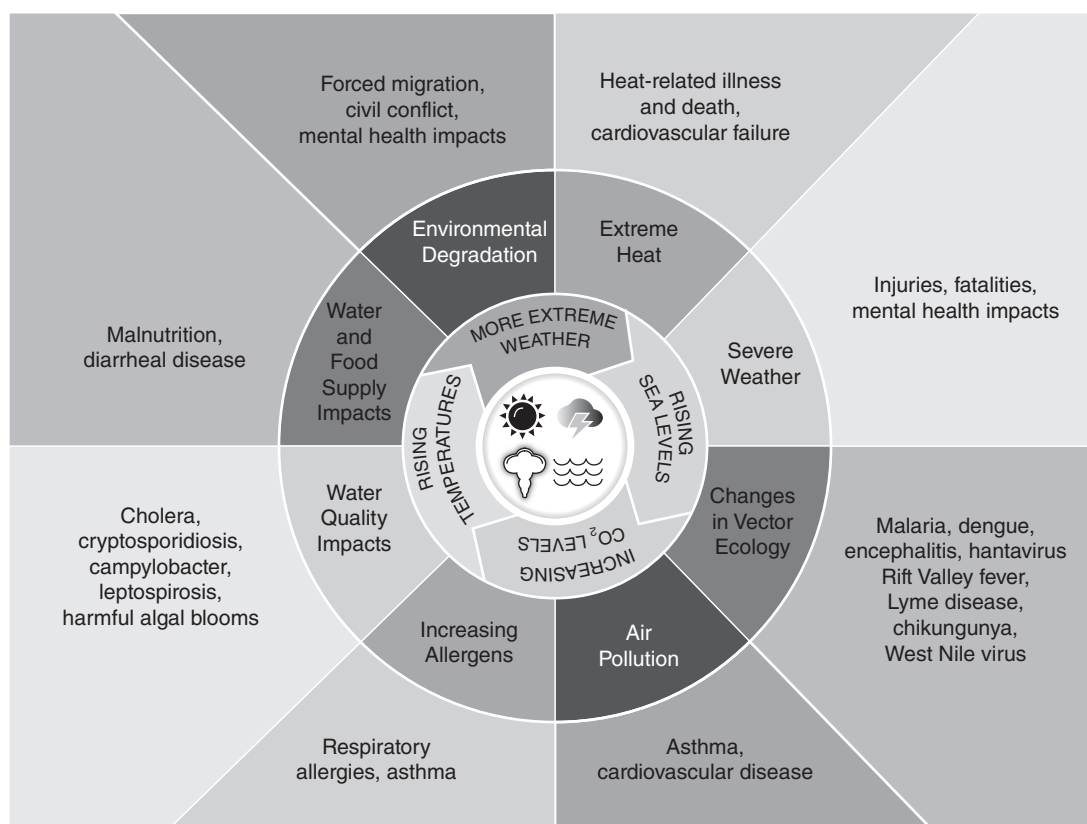 Forced migration,
civil conflict,
mental health impacts
Heat-related illness
and death,
cardiovascular failure
Environmental
Degradation
Extreme
Heat
Malnutrition,
diarrheal disease
Water
and
Food
Supply
Impacts
MORE EXTREME
WEATHER
RISING
SEA LEVELS
INCREASING
CO₂ LEVELS
RISING
TEMPERATURES
Severe
Weather
Injuries, fatalities,
mental health impacts
Cholera,
cryptosporidiosis,
campylobacter,
leptospirosis,
harmful algal blooms
Water
Quality
Impacts
Changes
in Vector
Ecology
Malaria, dengue,
encephalitis, hantavirus
Rift Valley fever,
Lyme disease,
chikungunya,
West Nile virus
Increasing
Allergens
Air
Pollution
Respiratory
allergies, asthma
Asthma,
cardiovascular disease